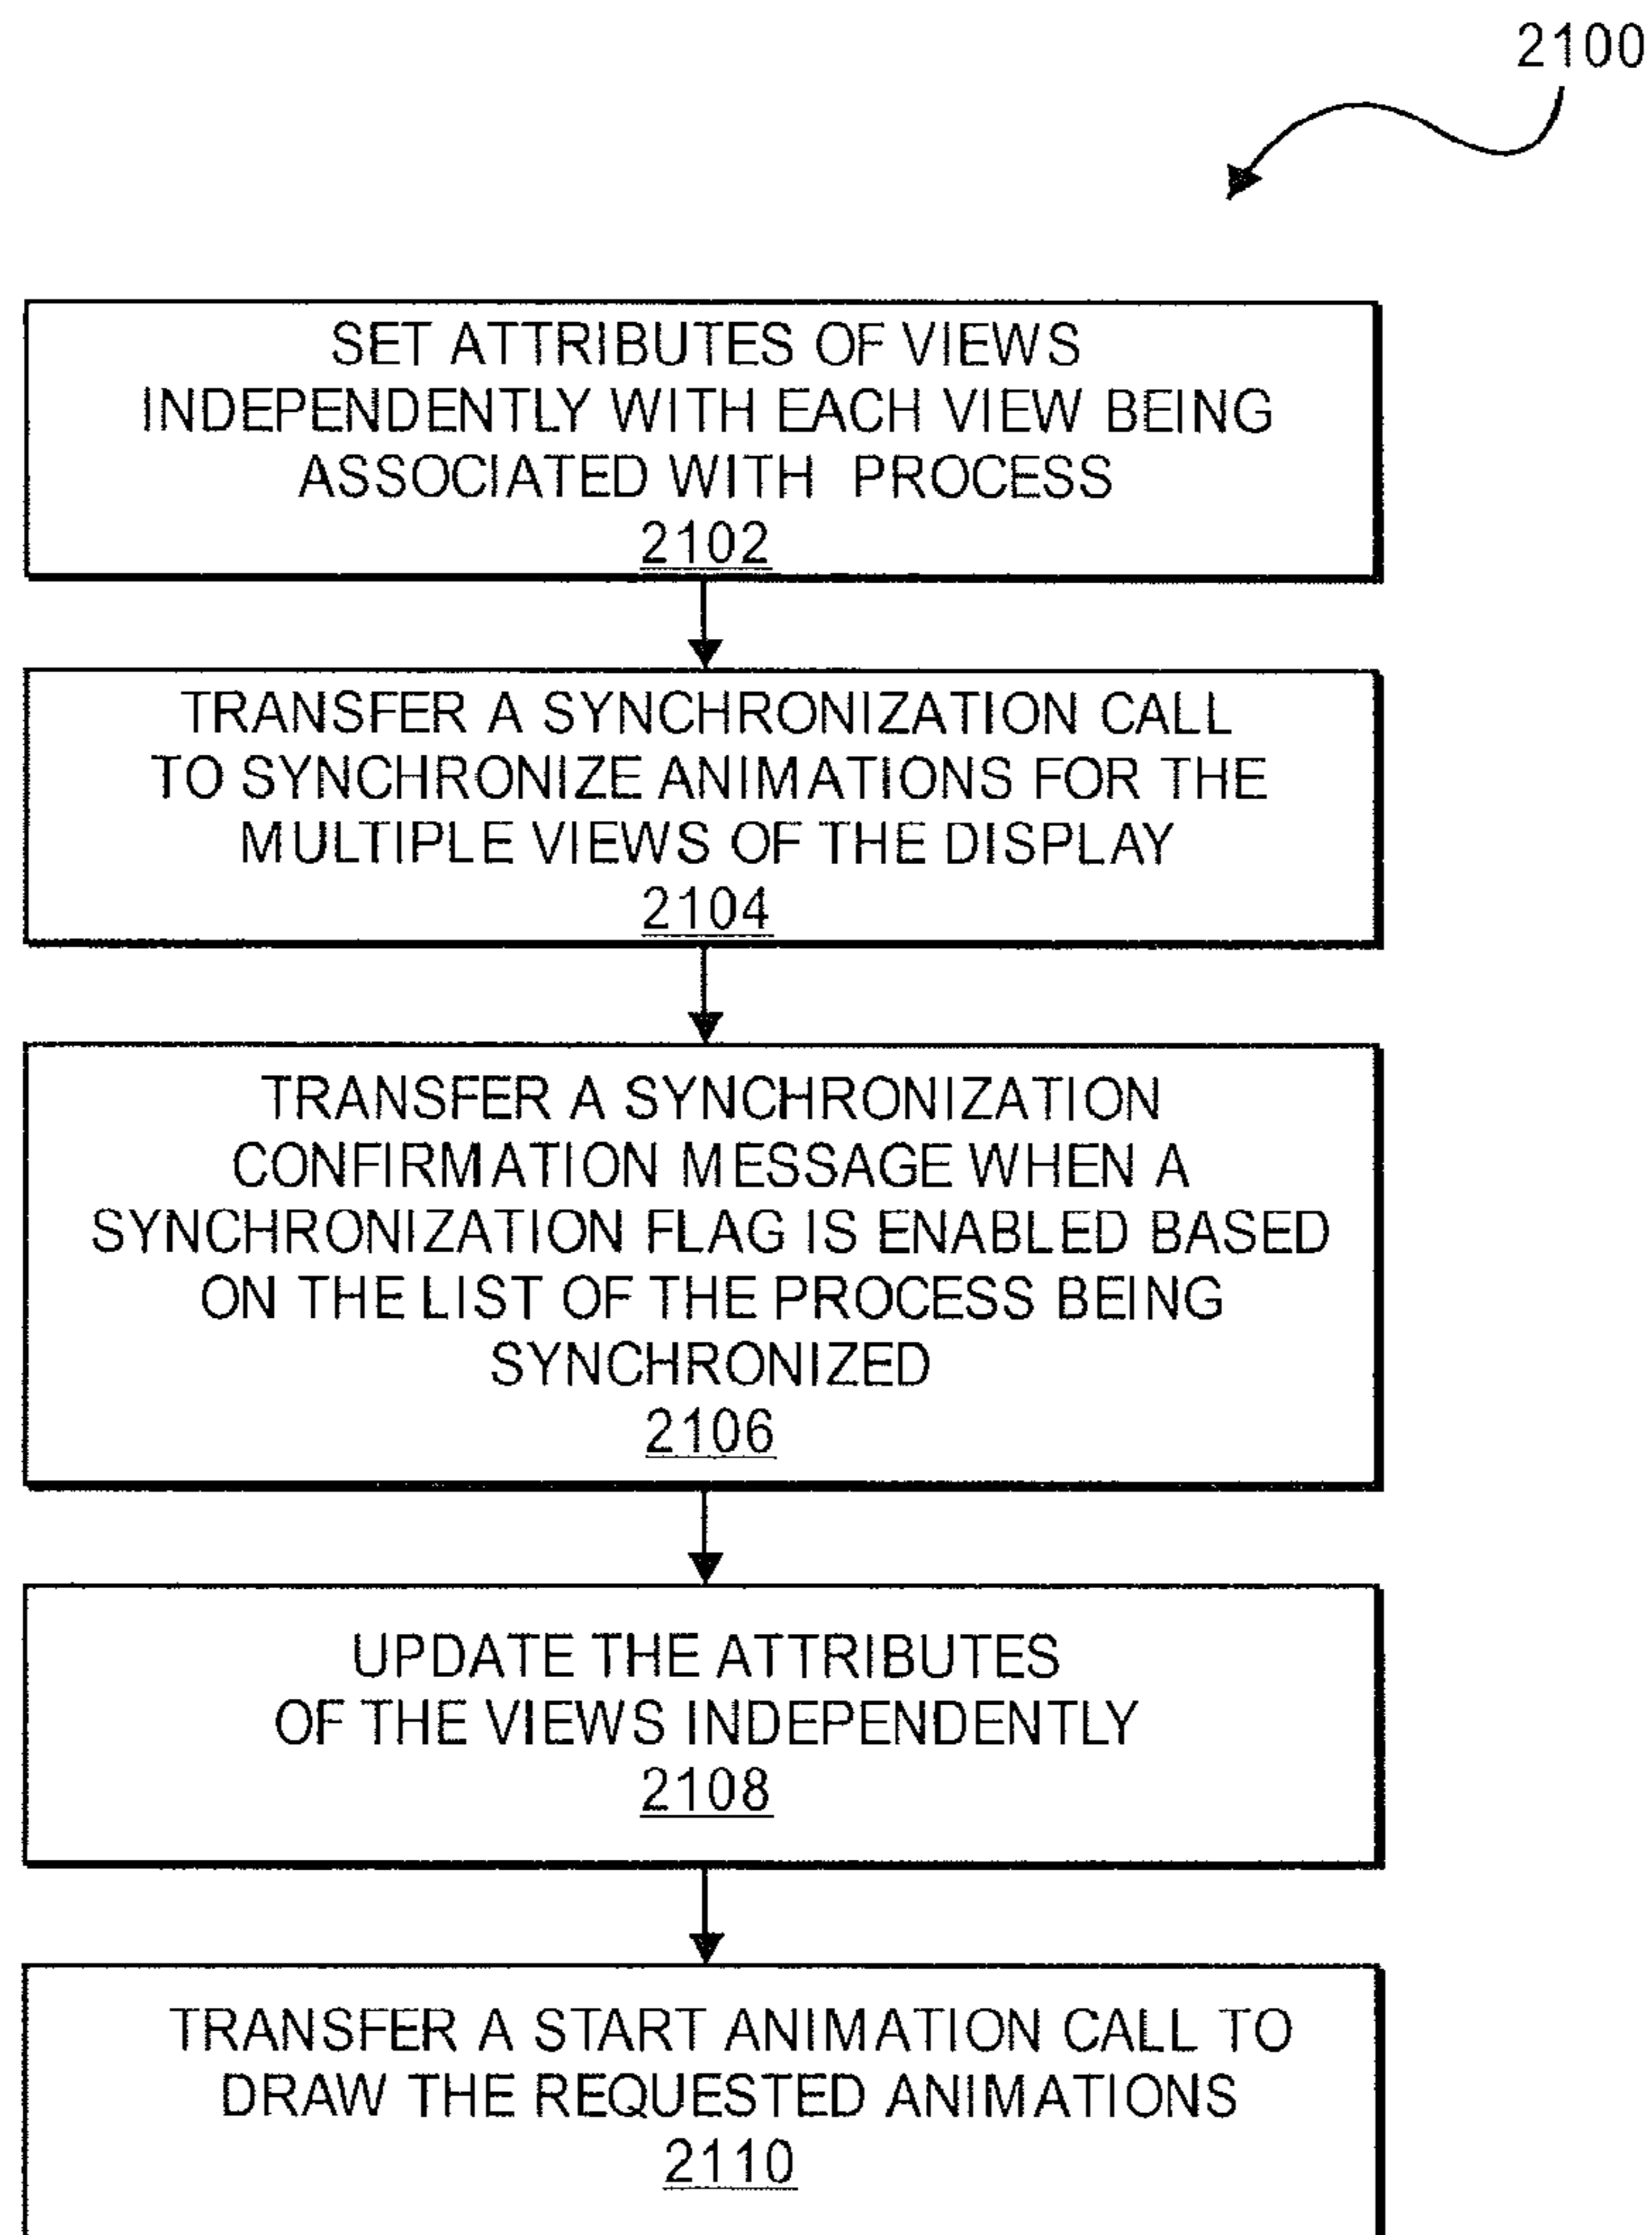 2100
SET ATTRIBUTES OF VIEWS
INDEPENDENTLY WITH EACH VIEW BEING
ASSOCIATED WITH PROCESS
2102
TRANSFER A SYNCHRONIZATION CALL
TO SYNCHRONIZE ANIMATIONS FOR THE
MULTIPLE VIEWS OF THE DISPLAY
2104
TRANSFER A SYNCHRONIZATION
CONFIRMATION MESSAGE WHEN A
SYNCHRONIZATION FLAG IS ENABLED BASED
ON THE LIST OF THE PROCESS BEING
SYNCHRONIZED
2106
UPDATE THE ATTRIBUTES
OF THE VIEWS INDEPENDENTLY
2108
TRANSFER A START ANIMATION CALL TO
DRAW THE REQUESTED ANIMATIONS
2110